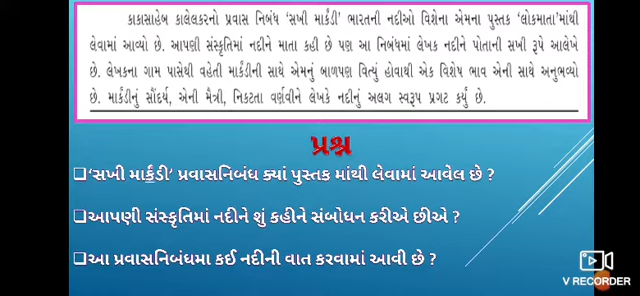 કાકાસાહેબ કાલેલકરનો પ્રવાસ નિબંધ 'સખી માર્કંડી' ભારતની નદીઓ વિશેના એમના પુસ્તક 'લોકમાતા'માંથી
લેવામાં આવ્યો છે. આપણી સંસ્કૃતિમાં નદીને માતા કહી છે પણ આ નિબંધમાં લેખક નદીને પોતાની સખી રૂપે આલેખે
છે. લેખકના ગામ પાસેથી વહેતી માર્કંડીની સાથે એમનું બાળપણ વિત્યું હોવાથી એક વિશેષ ભાવ એની સાથે અનુભવ્યો
છે. માર્કંડીનું સૌંદર્ય, એની મૈત્રી, નિકટતા વર્ણવીને લેખકે નદીનું અલગ સ્વરૂપ પ્રગટ કર્યું છે.
પ્રશ્ન
'સખી માર્કંડી' પ્રવાસનિબંધ ક્યાં પુસ્તક માંથી લેવામાં આવેલ છે ?
આપણી સંસ્કૃતિમાં નદીને શું કહીને સંબોધન કરીએ છીએ ?
આ પ્રવાસનિબંધમા કઈ નદીની વાત કરવામાં આવી છે ?
V RECORDER